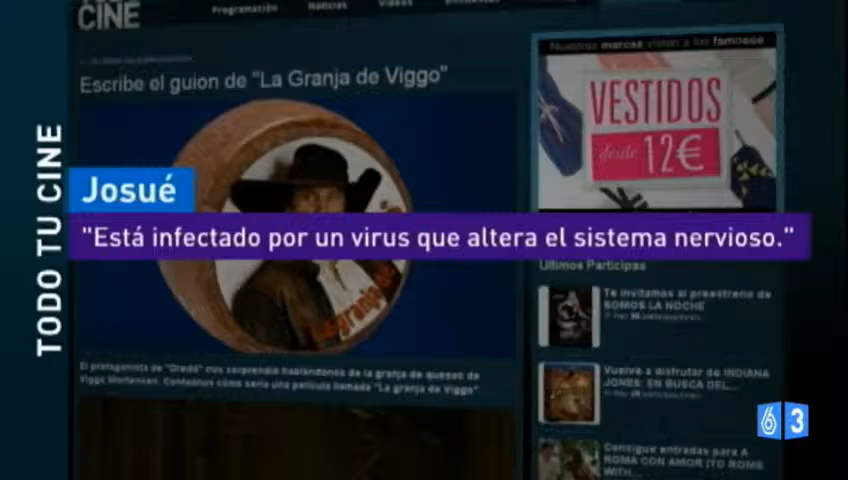 CINE
Programación
Noticias
Vídeos
Escribe el guion de "La Granja de Viggo"
Nuestras marcas visten a los famosos
VESTIDOS
desde 12€
TODO TU CINE
Josué
"Está infectado por un virus que altera el sistema nervioso."
Últimos Participa
Te invitamos al preestreno de
SOMOS LA NOCHE
El protagonista de "Dredd" nos sorprendía hablándonos de la granja de quesos de
Viggo Mortensen. Cuéntanos cómo sería una película llamada "La granja de Viggo".
Vuelve a disfrutar de INDIANA
JONES: EN BUSCA DEL...
Consigue entradas para A
ROMA CON AMOR (TO ROME
WITH...
6 3